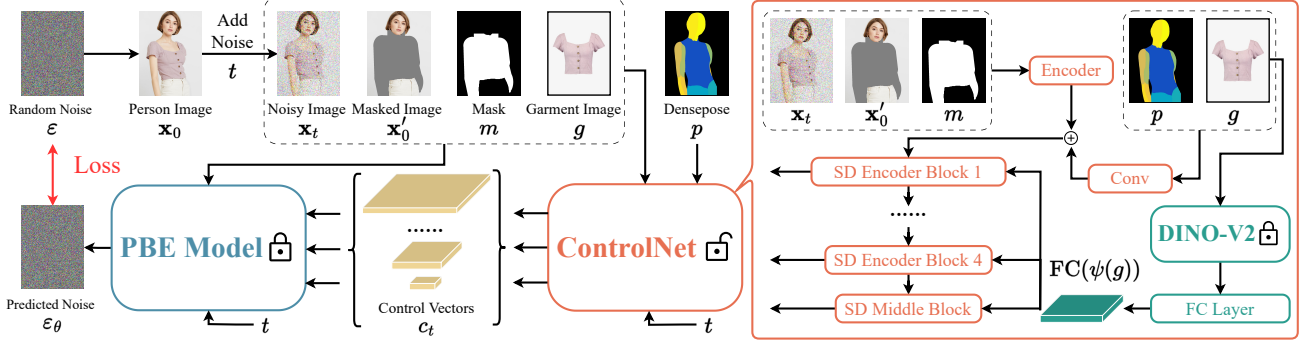 Add
Noise
t
Random Noise
ε
Person Image
x₀
Noisy Image
xₜ
Masked Image
x′₀
Mask
m
Garment Image
g
Densepose
p
Loss
PBE Model
t
Predicted Noise
ε_θ
......
Control Vectors
cₜ
ControlNet
t
xₜ
x′₀
m
Encoder
p
g
+
Conv
SD Encoder Block 1
......
SD Encoder Block 4
SD Middle Block
DINO-V2
FC(ψ(g))
FC Layer